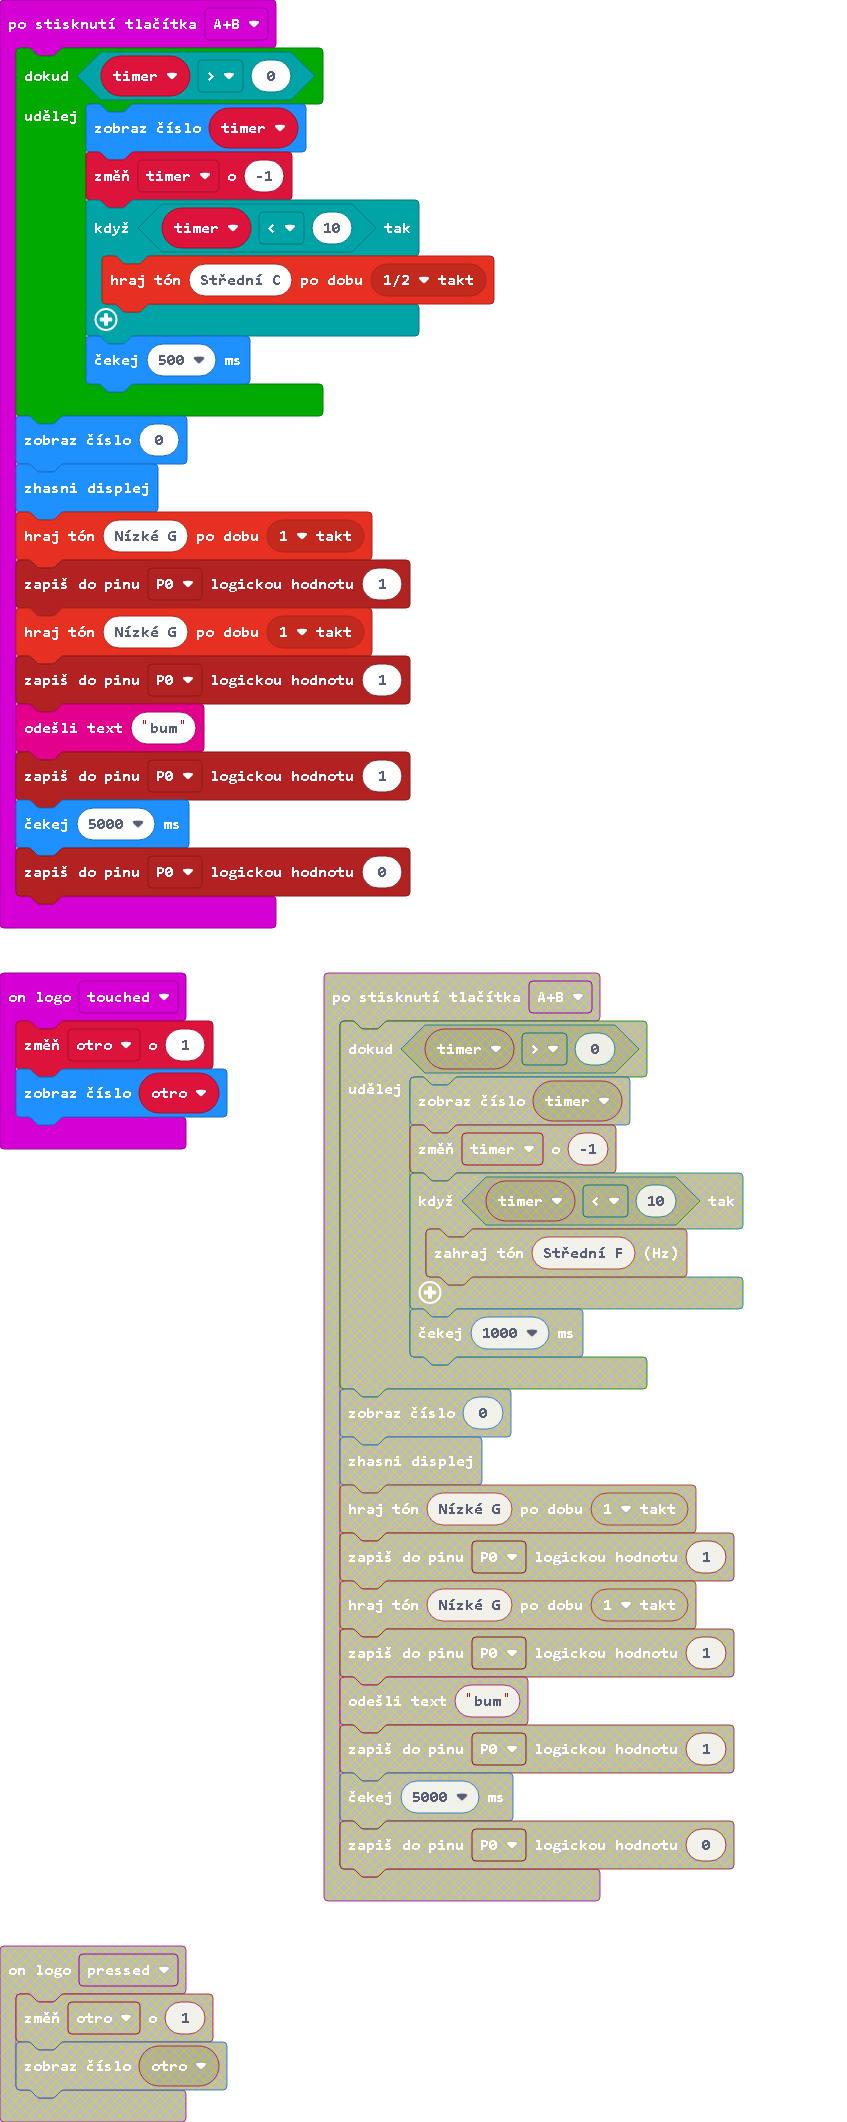 po stisknutí tlačítka A+B
dokud timer > 0
udělej
zobraz číslo timer
změň timer o -1
když timer < 10 tak
hraj tón Střední C po dobu 1/2 takt
čekej 500 ms
zobraz číslo 0
zhasni displej
hraj tón Nízké G po dobu 1 takt
zapiš do pinu P0 logickou hodnotu 1
hraj tón Nízké G po dobu 1 takt
zapiš do pinu P0 logickou hodnotu 1
odešli text "bum"
zapiš do pinu P0 logickou hodnotu 1
čekej 5000 ms
zapiš do pinu P0 logickou hodnotu 0
on logo touched
změň otro o 1
zobraz číslo otro
po stisknutí tlačítka A+B
dokud timer > 0
udělej
zobraz číslo timer
změň timer o -1
když timer < 10 tak
zahraj tón Střední F (Hz)
čekej 1000 ms
zobraz číslo 0
zhasni displej
hraj tón Nízké G po dobu 1 takt
zapiš do pinu P0 logickou hodnotu 1
hraj tón Nízké G po dobu 1 takt
zapiš do pinu P0 logickou hodnotu 1
odešli text "bum"
zapiš do pinu P0 logickou hodnotu 1
čekej 5000 ms
zapiš do pinu P0 logickou hodnotu 0
on logo pressed
změň otro o 1
zobraz číslo otro